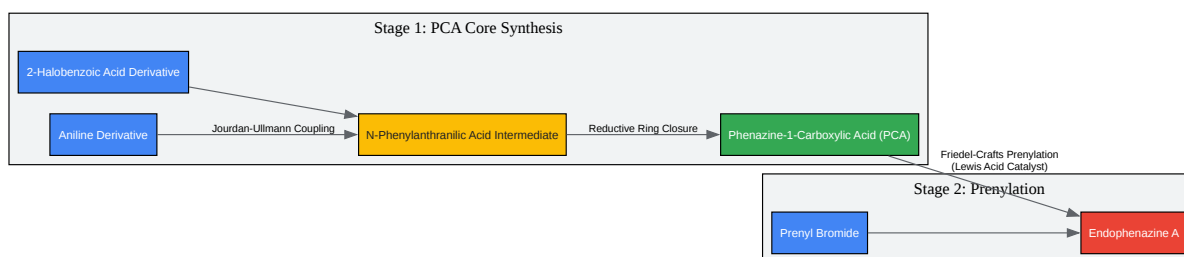 Stage 1: PCA Core Synthesis
2-Halobenzoic Acid Derivative
Aniline Derivative
Jourdan-Ullmann Coupling
N-Phenylanthranilic Acid Intermediate
Reductive Ring Closure
Phenazine-1-Carboxylic Acid (PCA)
Friedel-Crafts Prenylation
(Lewis Acid Catalyst)
Stage 2: Prenylation
Prenyl Bromide
Endophenazine A